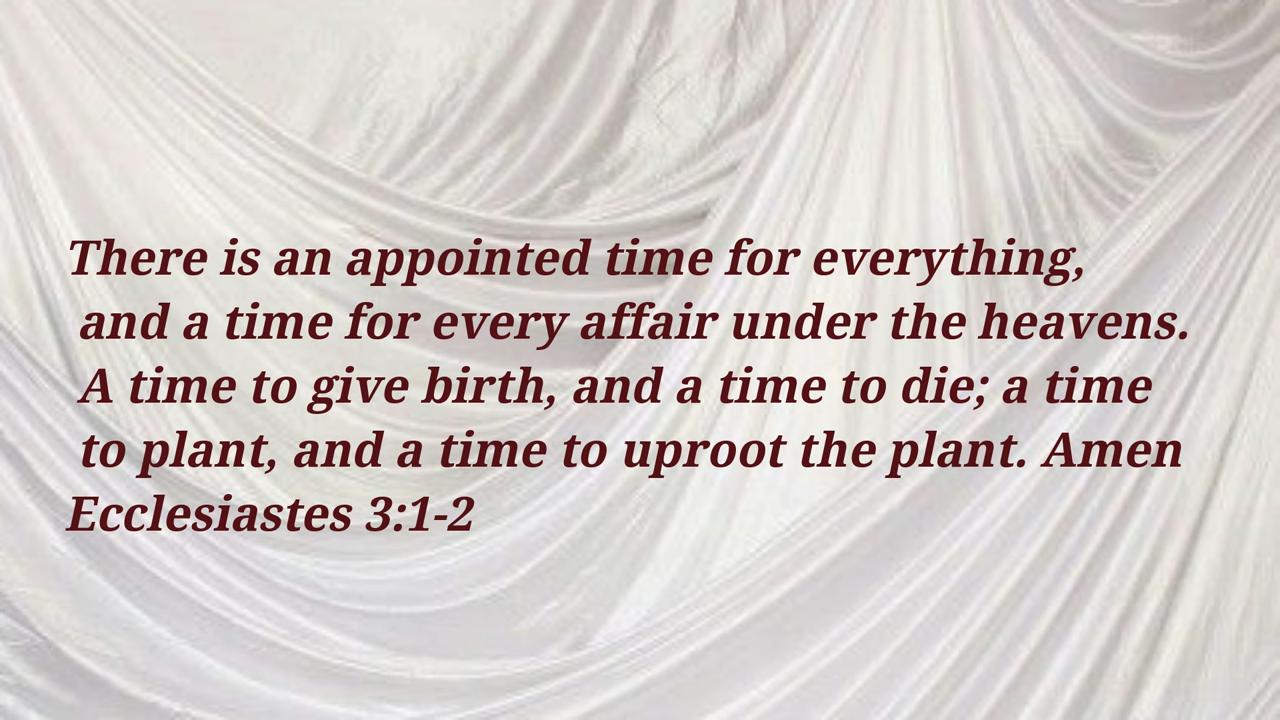 There is an appointed time for everything,
and a time for every affair under the heavens.
A time to give birth, and a time to die; a time
to plant, and a time to uproot the plant. Amen
Ecclesiastes 3:1-2